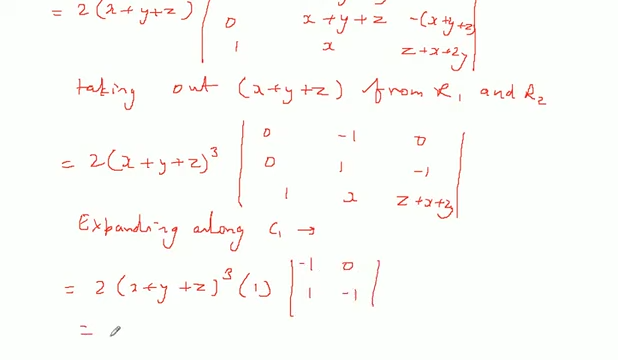 = 2(x+y+z) | 0 x+y+z -(x+y+z) |
1 x z+x+2y
taking out (x+y+z) from R1 and R2
0 -1 0
= 2(x+y+z)³ | 0 1 -1 |
1 x z+x+2y
Expanding along C1 →
= 2(x+y+z)³ (1) | -1 0 |
| 1 -1 |
=